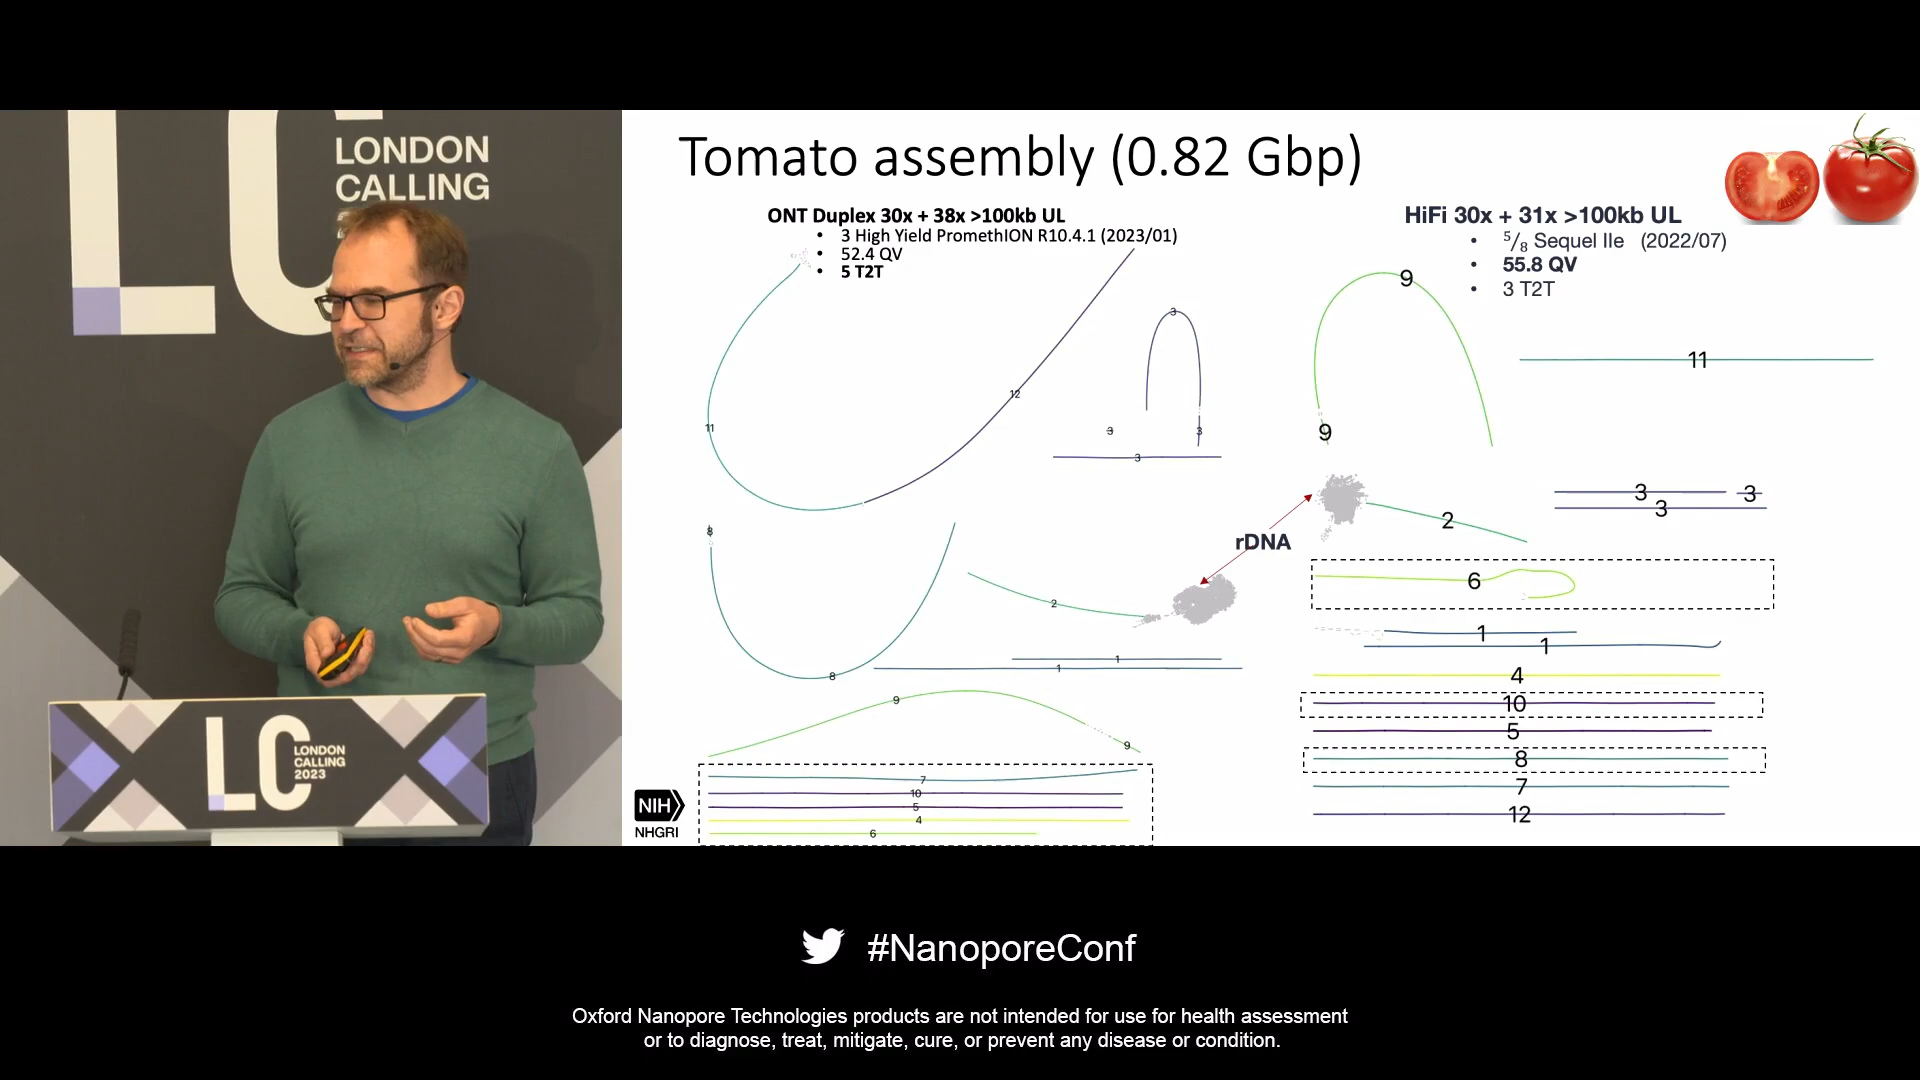 LC
LONDON
CALLING
LC
LONDON
CALLING
2023
Tomato assembly (0.82 Gbp)
ONT Duplex 30x + 38x >100kb UL
• 3 High Yield PromethION R10.4.1 (2023/01)
• 52.4 QV
• 5 T2T
11
12
3
3
3
3
8
8
2
1
1
9
9
7
10
5
4
6
NIH
NHGRI
rDNA
HiFi 30x + 31x >100kb UL
• 5/8 Sequel IIe (2022/07)
• 55.8 QV
• 3 T2T
9
9
11
3
3
3
2
6
1
1
4
10
5
8
7
12
#NanoporeConf
Oxford Nanopore Technologies products are not intended for use for health assessment
or to diagnose, treat, mitigate, cure, or prevent any disease or condition.